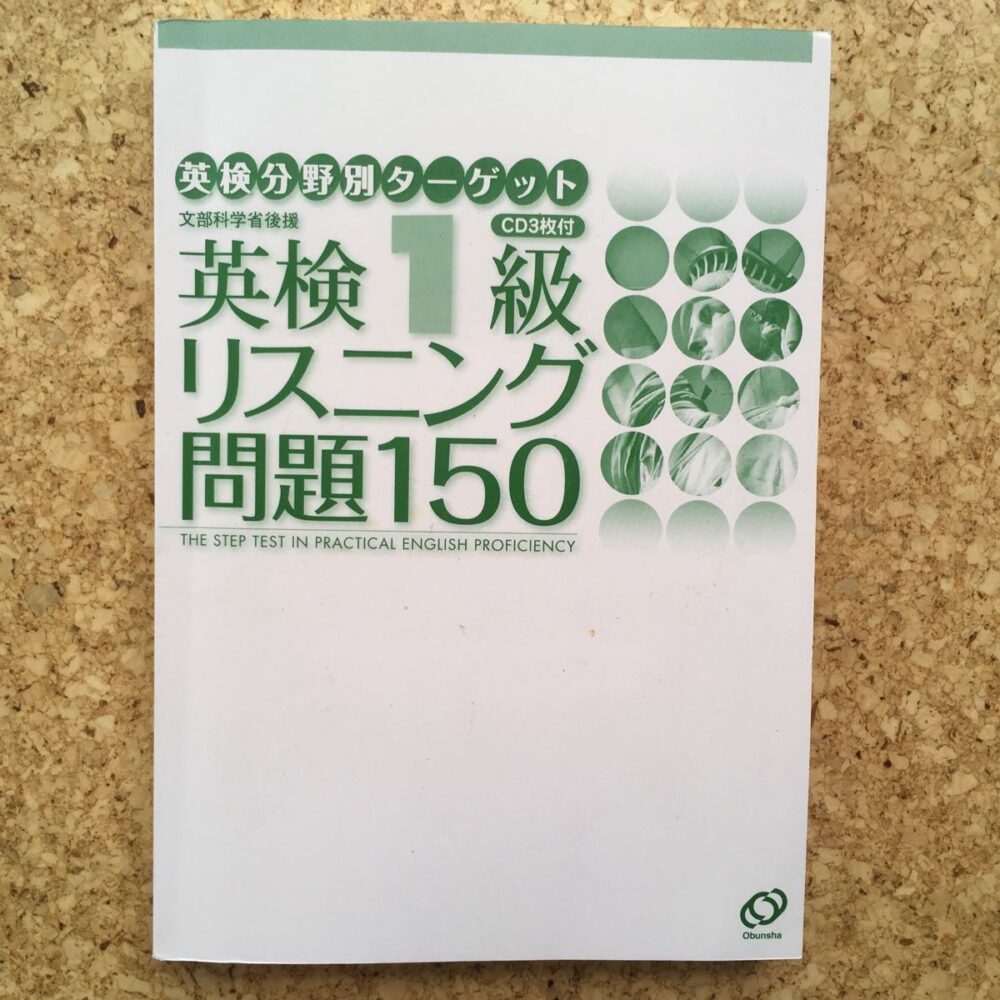 英検分野別ターゲット
文部科学省後援
CD3枚付
英検1級
リスニング
問題150
THE STEP TEST IN PRACTICAL ENGLISH PROFICIENCY
Obunsha